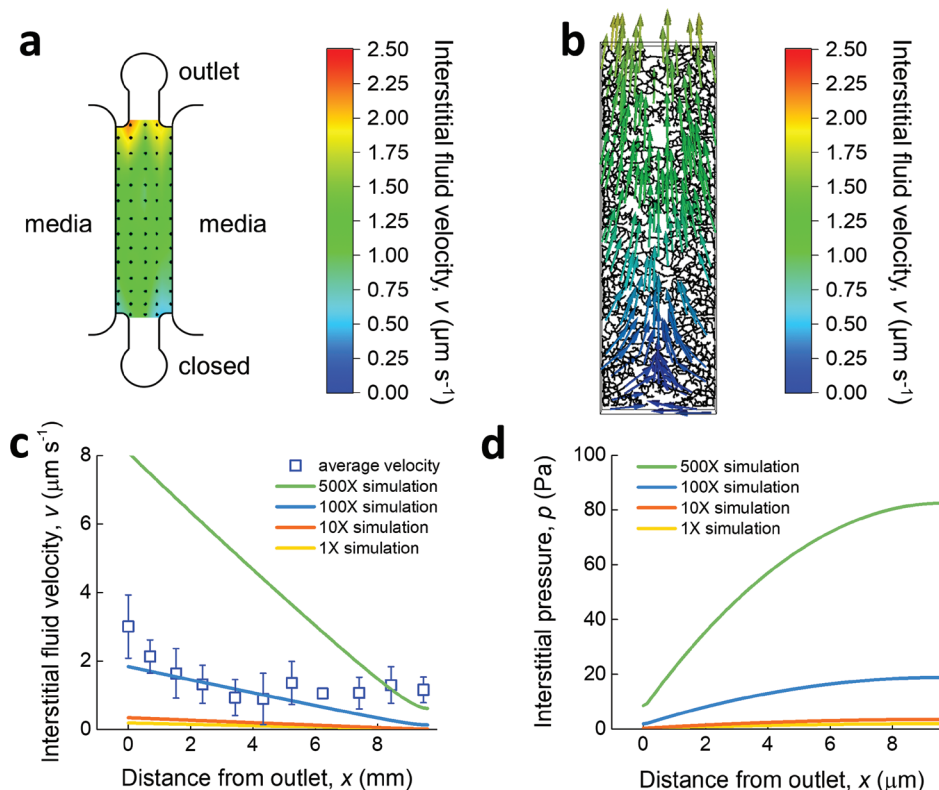 a
outlet
media
media
closed
2.50
2.25
2.00
1.75
1.50
1.25
1.00
0.75
0.50
0.25
0.00
Interstitial fluid velocity, v (μm s⁻¹)
b
2.50
2.25
2.00
1.75
1.50
1.25
1.00
0.75
0.50
0.25
0.00
Interstitial fluid velocity, v (μm s⁻¹)
c
Interstitial fluid velocity, v (μm s⁻¹)
8
6
4
2
0
average velocity
500X simulation
100X simulation
10X simulation
1X simulation
0 2 4 6 8
Distance from outlet, x (mm)
d
Interstitial pressure, p (Pa)
100
80
60
40
20
0
500X simulation
100X simulation
10X simulation
1X simulation
0 2 4 6 8
Distance from outlet, x (μm)